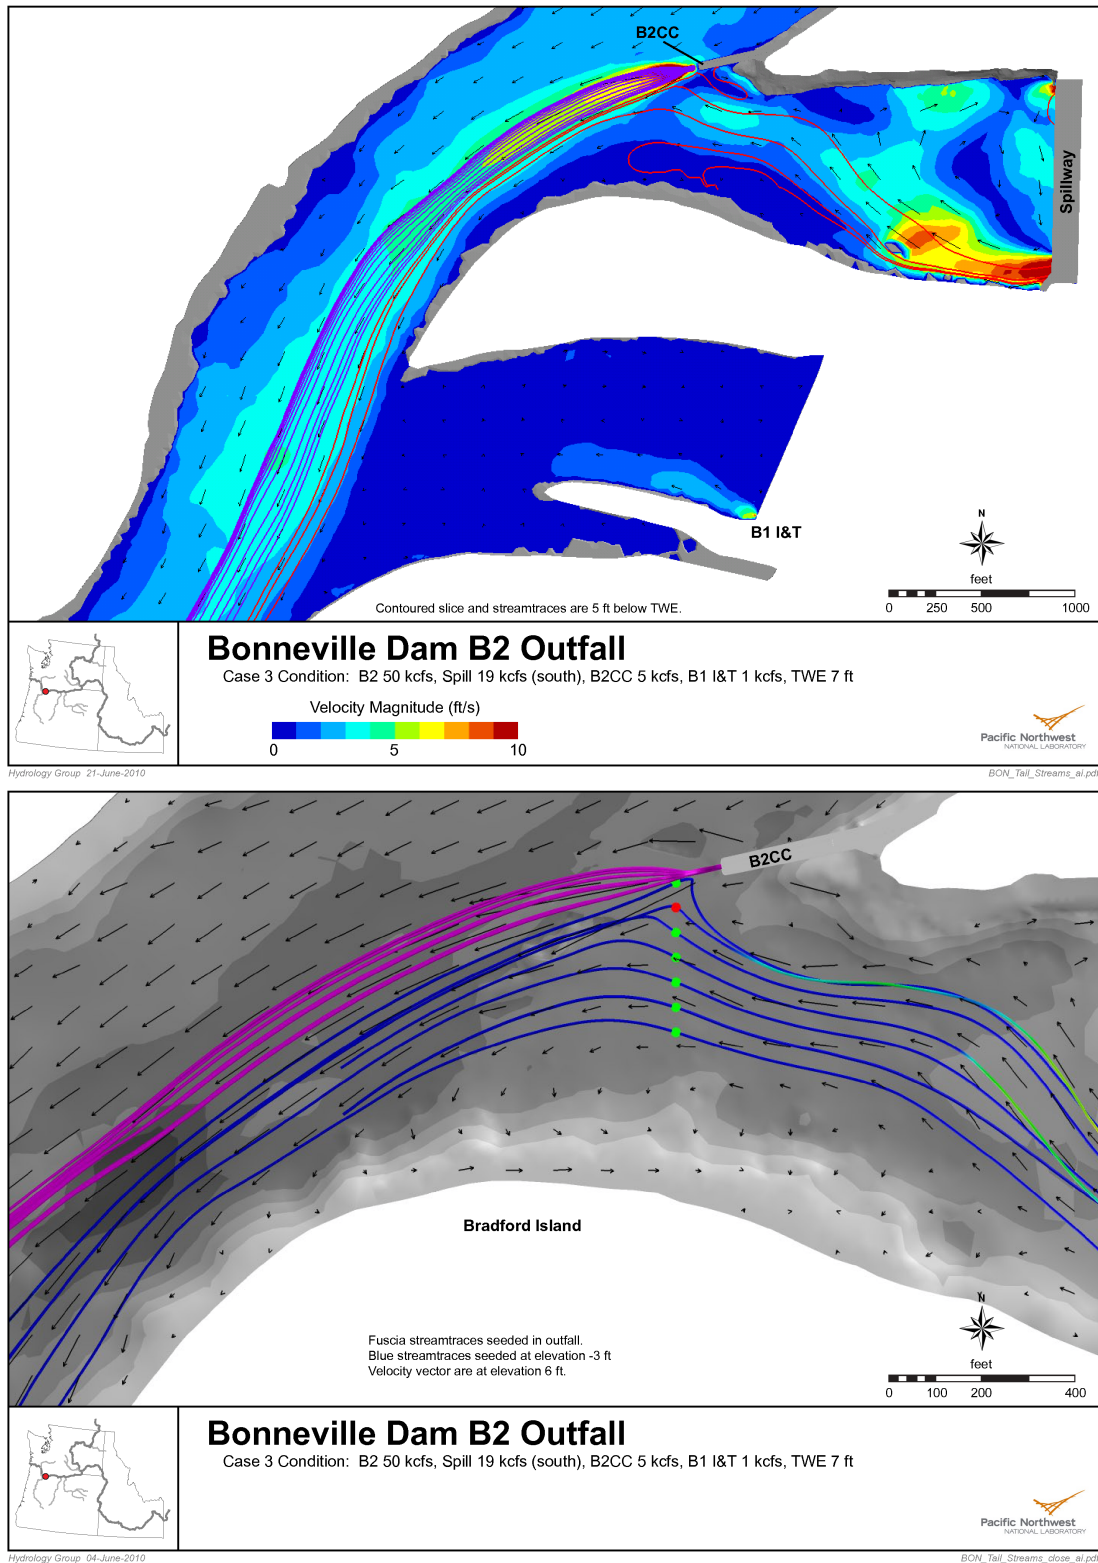 B2CC
Spillway
B1 I&T
N
feet
0 250 500 1000
Contoured slice and streamtraces are 5 ft below TWE.
Bonneville Dam B2 Outfall
Case 3 Condition: B2 50 kcfs, Spill 19 kcfs (south), B2CC 5 kcfs, B1 I&T 1 kcfs, TWE 7 ft
Velocity Magnitude (ft/s)
0 5 10
Pacific Northwest
NATIONAL LABORATORY
Hydrology Group 21-June-2010
BON_Tail_Streams_ai.pdf
B2CC
Bradford Island
N
feet
0 100 200 400
Fuscia streamtraces seeded in outfall.
Blue streamtraces seeded at elevation -3 ft
Velocity vector are at elevation 6 ft.
Bonneville Dam B2 Outfall
Case 3 Condition: B2 50 kcfs, Spill 19 kcfs (south), B2CC 5 kcfs, B1 I&T 1 kcfs, TWE 7 ft
Pacific Northwest
NATIONAL LABORATORY
Hydrology Group 04-June-2010
BON_Tail_Streams_close_ai.pdf